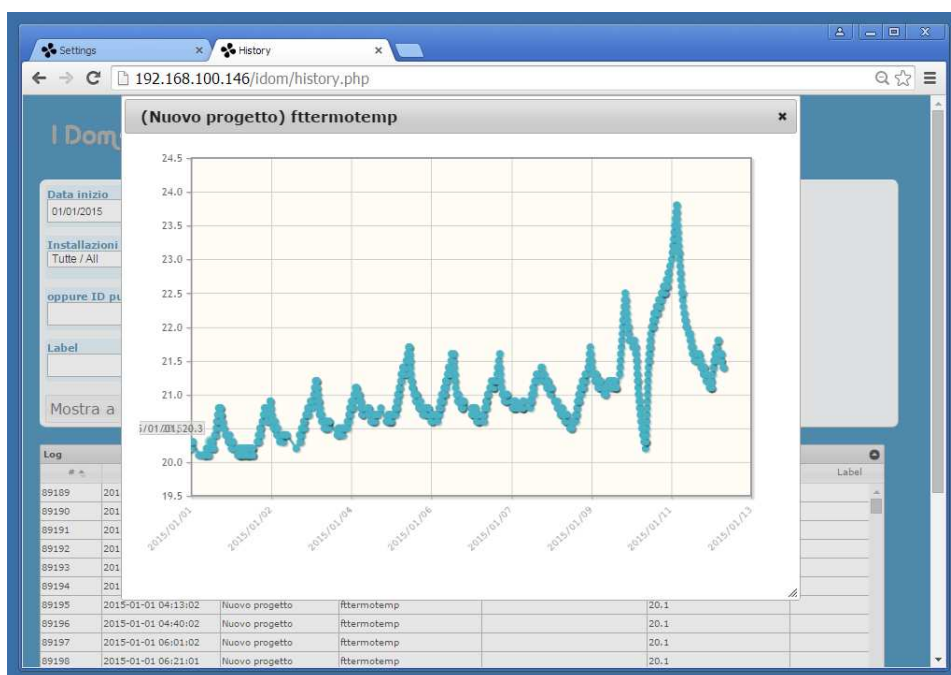 Settings
History
192.168.100.146/idom/history.php
I Dom
(Nuovo progetto) fttermotemp
24.5
24.0
23.5
23.0
22.5
22.0
21.5
21.0
20.0
19.5
2015/01/01
2015/01/02
2015/01/04
2015/01/06
2015/01/07
2015/01/09
2015/01/11
2015/01/13
Data inizio
01/01/2015
Installazioni
Tutte / All
oppure ID pu
Label
Mostra a
Log
# Label
89189 201
89190 201
89191 201
89192 201
89193 201
89194 201
89195 2015-01-01 04:13:02 Nuovo progetto fttermotemp 20.1
89196 2015-01-01 04:40:02 Nuovo progetto fttermotemp 20.1
89197 2015-01-01 06:01:02 Nuovo progetto fttermotemp 20.1
89198 2015-01-01 06:21:01 Nuovo progetto fttermotemp 20.1